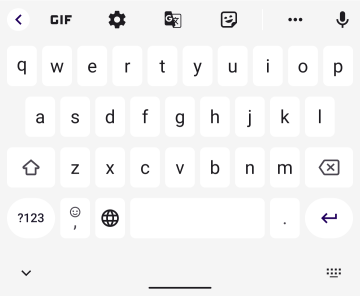 GIF
q w e r t y u i o p
a s d f g h j k l
z x c v b n m
?123 , .